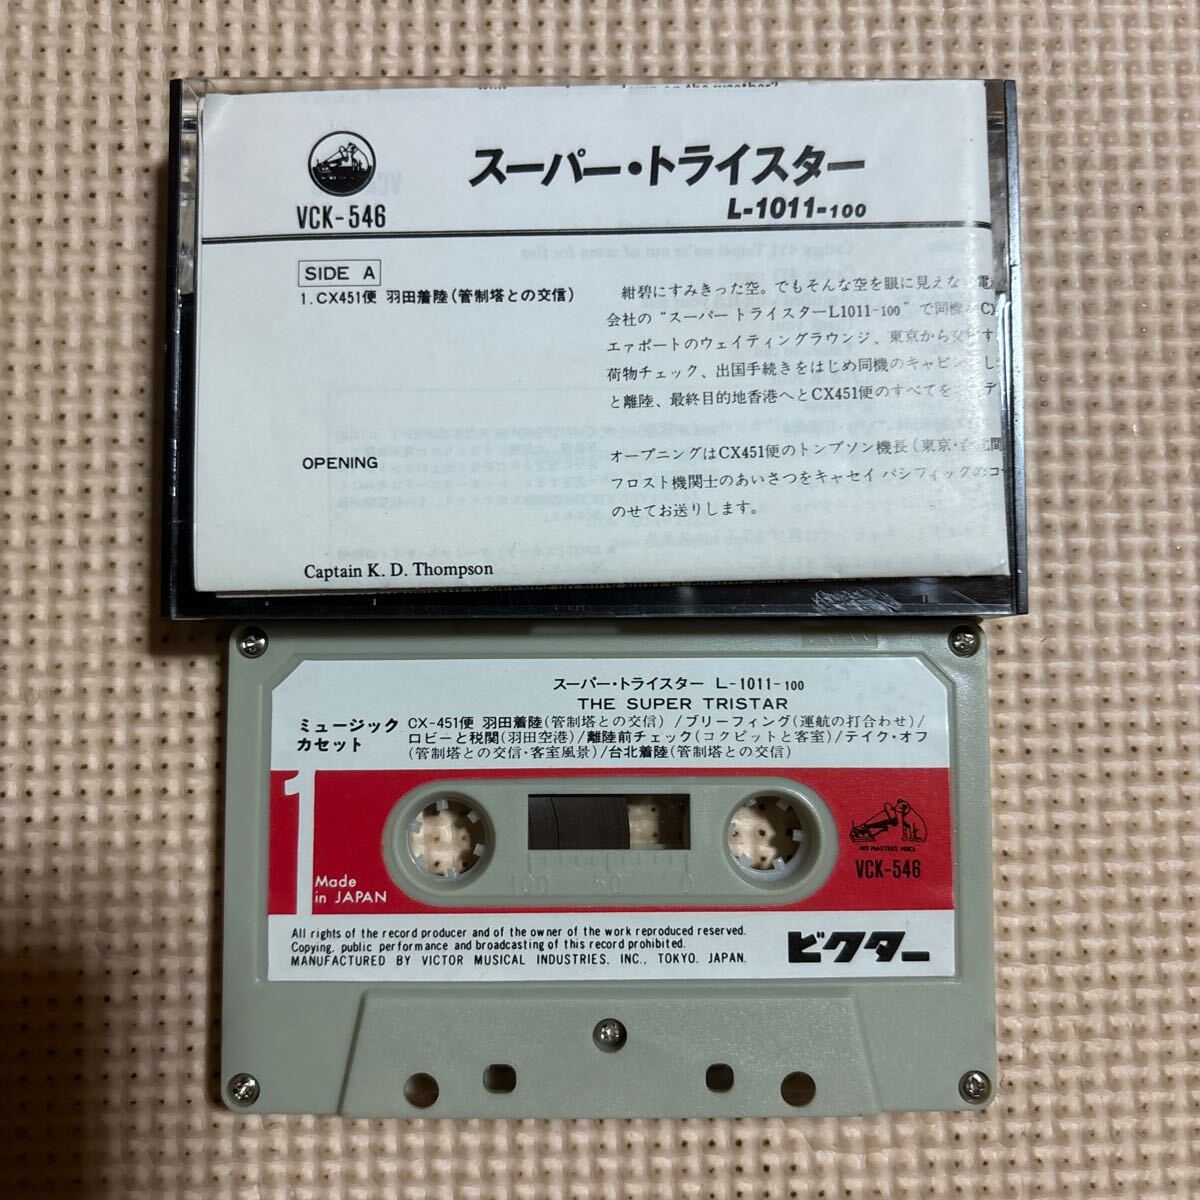 スーパー・トライスター
VCK-546
L-1011-100
SIDE A
1. CX451便 羽田着陸(管制塔との交信)
紺碧にすみきった空。でもそんな空を眼に見えな
会社の“スーパー トライスターL1011-100”で同機
エァポートのウェイティングラウンジ、東京から
荷物チェック、出国手続きをはじめ同機のキャビン
と離陸、最終目的地香港へとCX451便のすべてを
OPENING
オープニングはCX451便のトンプソン機長(東京・台北間
フロスト機関士のあいさつをキャセイ パシフィックの
のせてお送りします。
Captain K. D. Thompson
スーパー・トライスター L-1011-100
THE SUPER TRISTAR
ミュージック
カセット
CX-451便 羽田着陸(管制塔との交信)/ブリーフィング(運航の打合わせ)/
ロビーと税関(羽田空港)/離陸前チェック(コクピットと客室)/テイク・オフ
(管制塔との交信・客室風景)/台北着陸(管制塔との交信)
1
Made
in JAPAN
100 50 0
HIS MASTERS VOICE
VCK-546
All rights of the record producer and of the owner of the work reproduced reserved.
Copying, public performance and broadcasting of this record prohibited.
MANUFACTURED BY VICTOR MUSICAL INDUSTRIES, INC., TOKYO, JAPAN.
ビクター